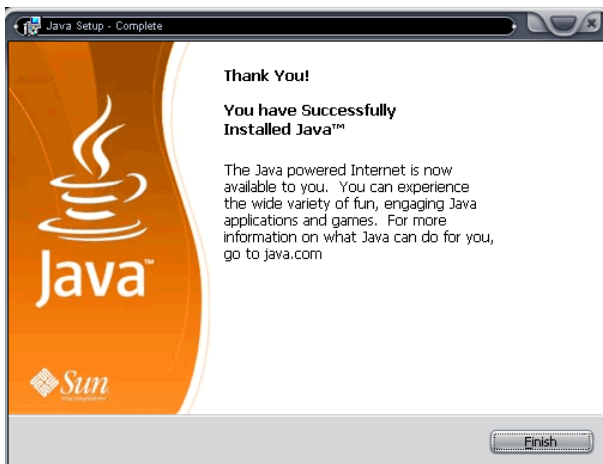 Java Setup - Complete
Thank You!
You have Successfully
Installed Java™
The Java powered Internet is now
available to you. You can experience
the wide variety of fun, engaging Java
applications and games. For more
information on what Java can do for you,
go to java.com
Java™
Sun
microsystems
Finish